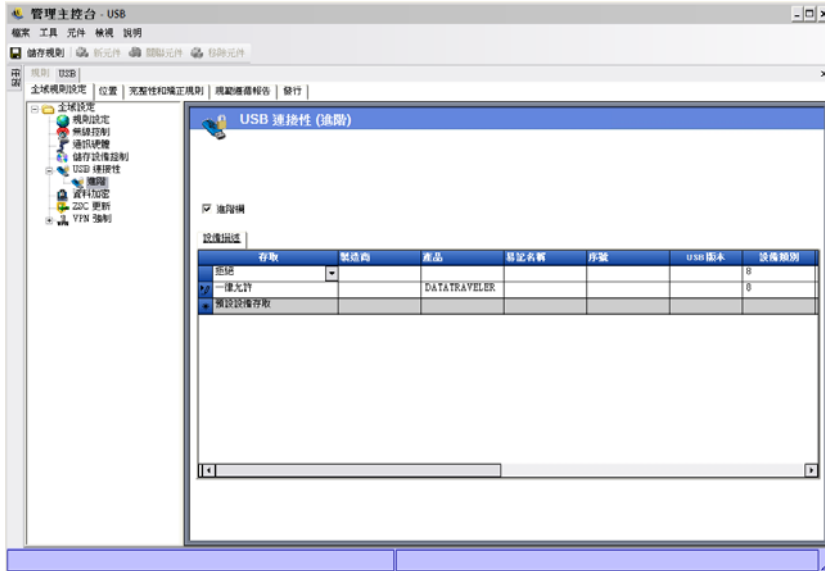 管理主控台 - USB
檔案 工具 元件 檢視 說明
儲存規則 新元件 關聯元件 移除元件
規則 USB
全域規則設定 位置 完整性和矯正規則 規範遵循報告 發行
全域設定
規則設定
無線控制
通訊硬體
儲存設備控制
USB 連接性
進階
資料加密
ZSC 更新
VPN 強制
USB 連接性 (進階)
進階欄
設備描述
存取 製造商 產品 易記名稱 序號 USB 版本 設備類別
拒絕 8
一律允許 DATATRAVELER 8
預設設備存取